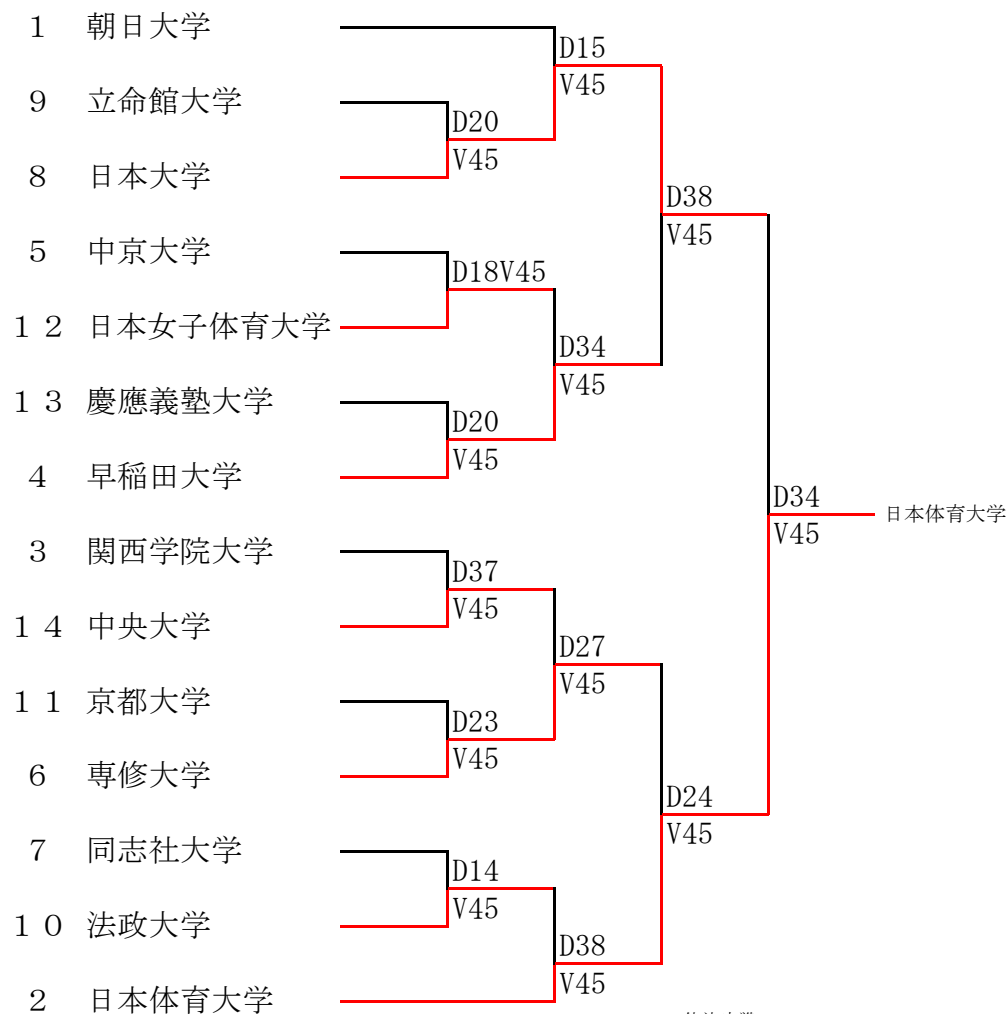 1 朝日大学
D15
V45
9 立命館大学
D20
V45
8 日本大学
D38
V45
5 中京大学
D18V45
12 日本女子体育大学
D34
V45
13 慶應義塾大学
D20
V45
4 早稲田大学
D34
V45
日本体育大学
3 関西学院大学
D37
V45
14 中央大学
D27
V45
11 京都大学
D23
V45
6 専修大学
D24
V45
7 同志社大学
D14
V45
10 法政大学
D38
V45
2 日本体育大学